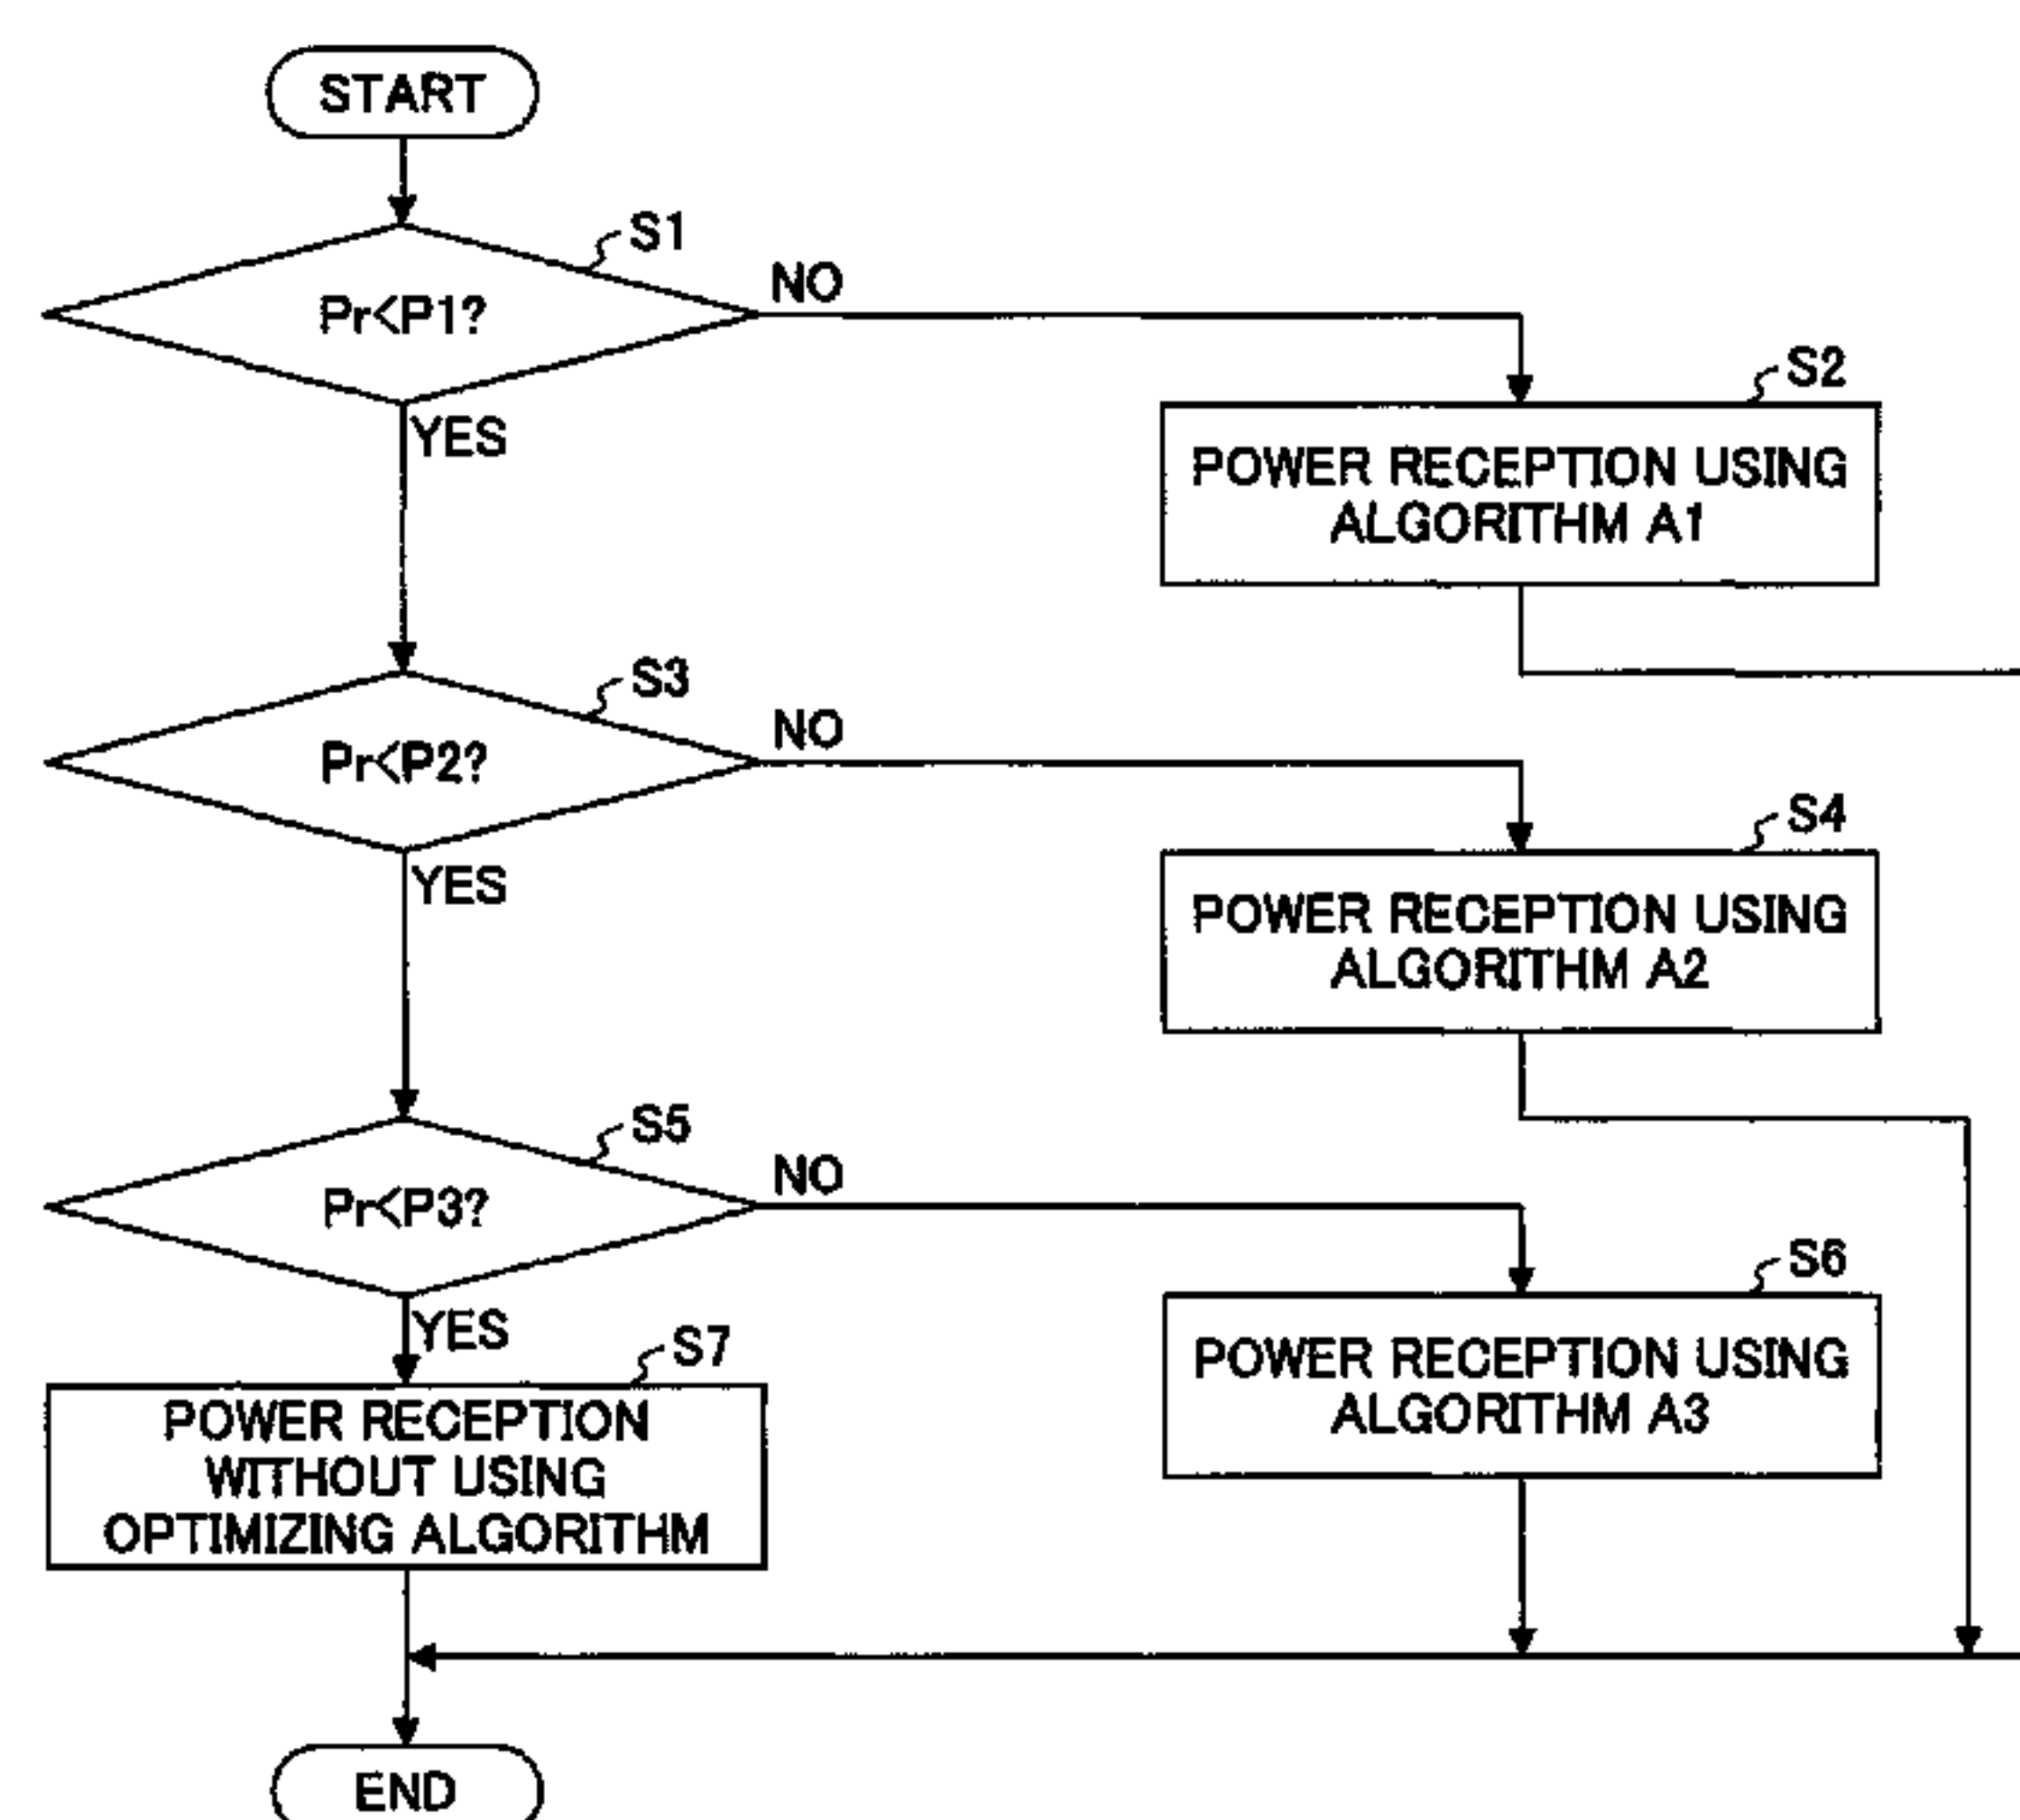 START
S1
Pr<P1?
NO
YES
S2
POWER RECEPTION USING
ALGORITHM A1
S3
Pr<P2?
NO
YES
S4
POWER RECEPTION USING
ALGORITHM A2
S5
Pr<P3?
NO
YES
S6
POWER RECEPTION USING
ALGORITHM A3
S7
POWER RECEPTION
WITHOUT USING
OPTIMIZING ALGORITHM
END